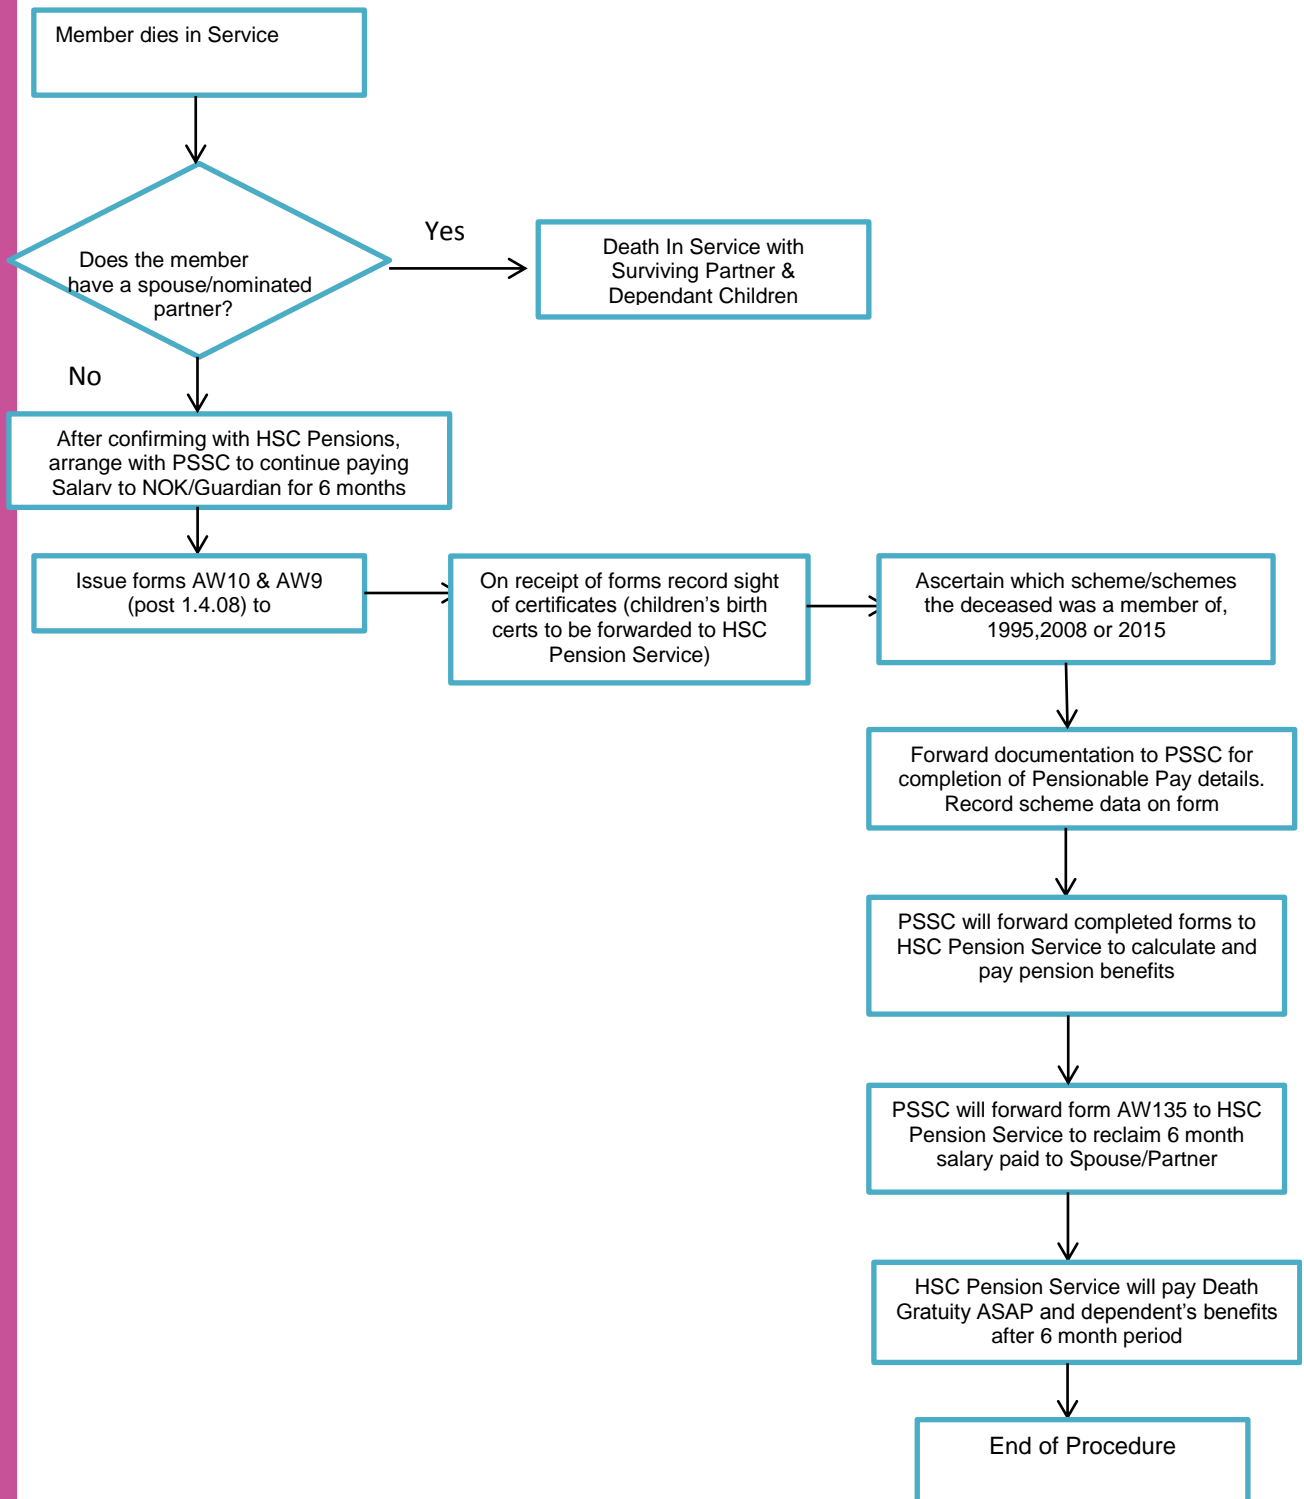 Member dies in Service
Does the member
have a spouse/nominated
partner?
Yes
Death In Service with
Surviving Partner &
Dependant Children
No
After confirming with HSC Pensions,
arrange with PSSC to continue paying
Salary to NOK/Guardian for 6 months
Issue forms AW10 & AW9
(post 1.4.08) to
On receipt of forms record sight
of certificates (children’s birth
certs to be forwarded to HSC
Pension Service)
Ascertain which scheme/schemes
the deceased was a member of,
1995,2008 or 2015
Forward documentation to PSSC for
completion of Pensionable Pay details.
Record scheme data on form
PSSC will forward completed forms to
HSC Pension Service to calculate and
pay pension benefits
PSSC will forward form AW135 to HSC
Pension Service to reclaim 6 month
salary paid to Spouse/Partner
HSC Pension Service will pay Death
Gratuity ASAP and dependent’s benefits
after 6 month period
End of Procedure